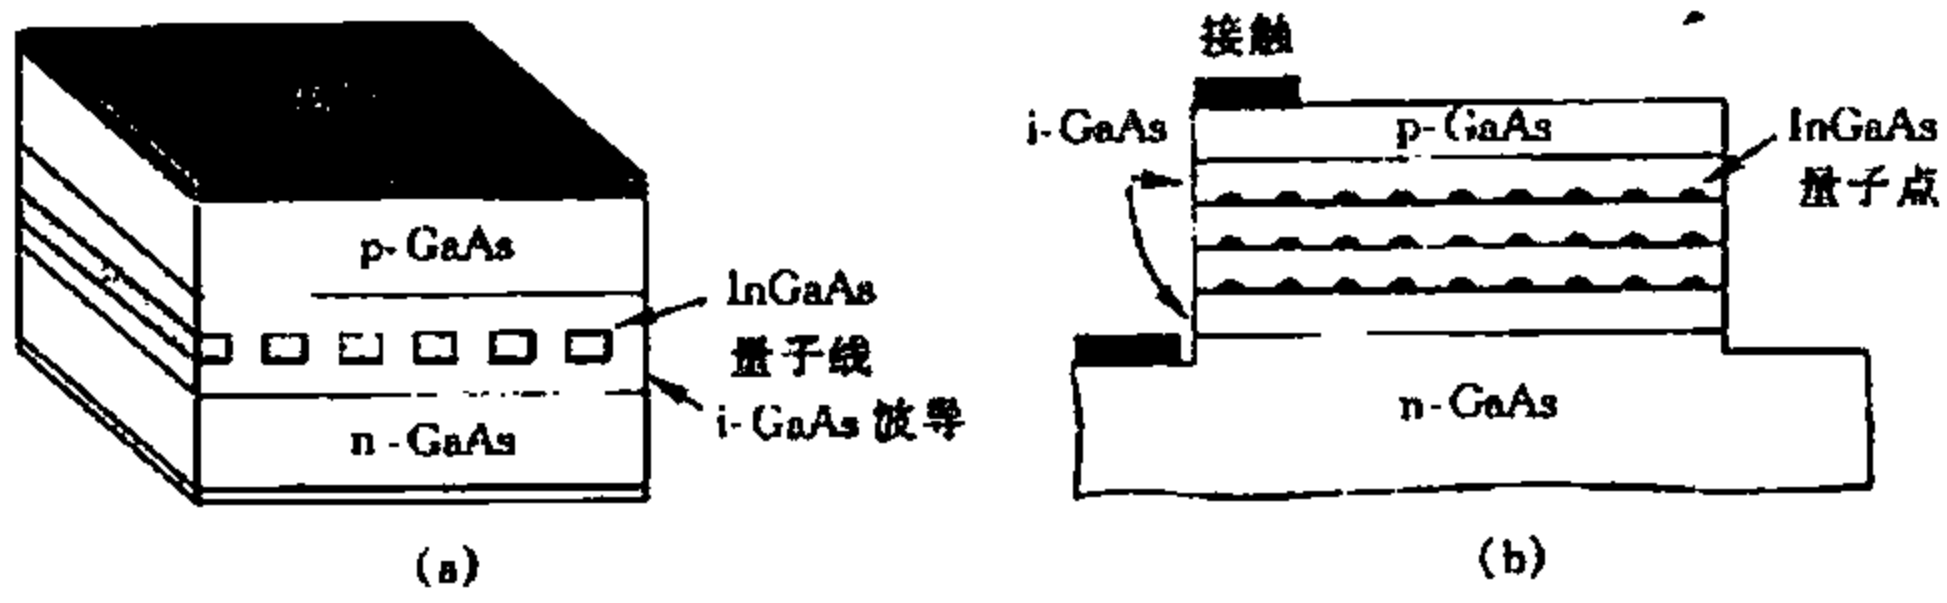 p-GaAs
InGaAs
量子线
i-GaAs 波导
n-GaAs
(a)
接触
i-GaAs
p-GaAs
InGaAs
量子点
n-GaAs
(b)